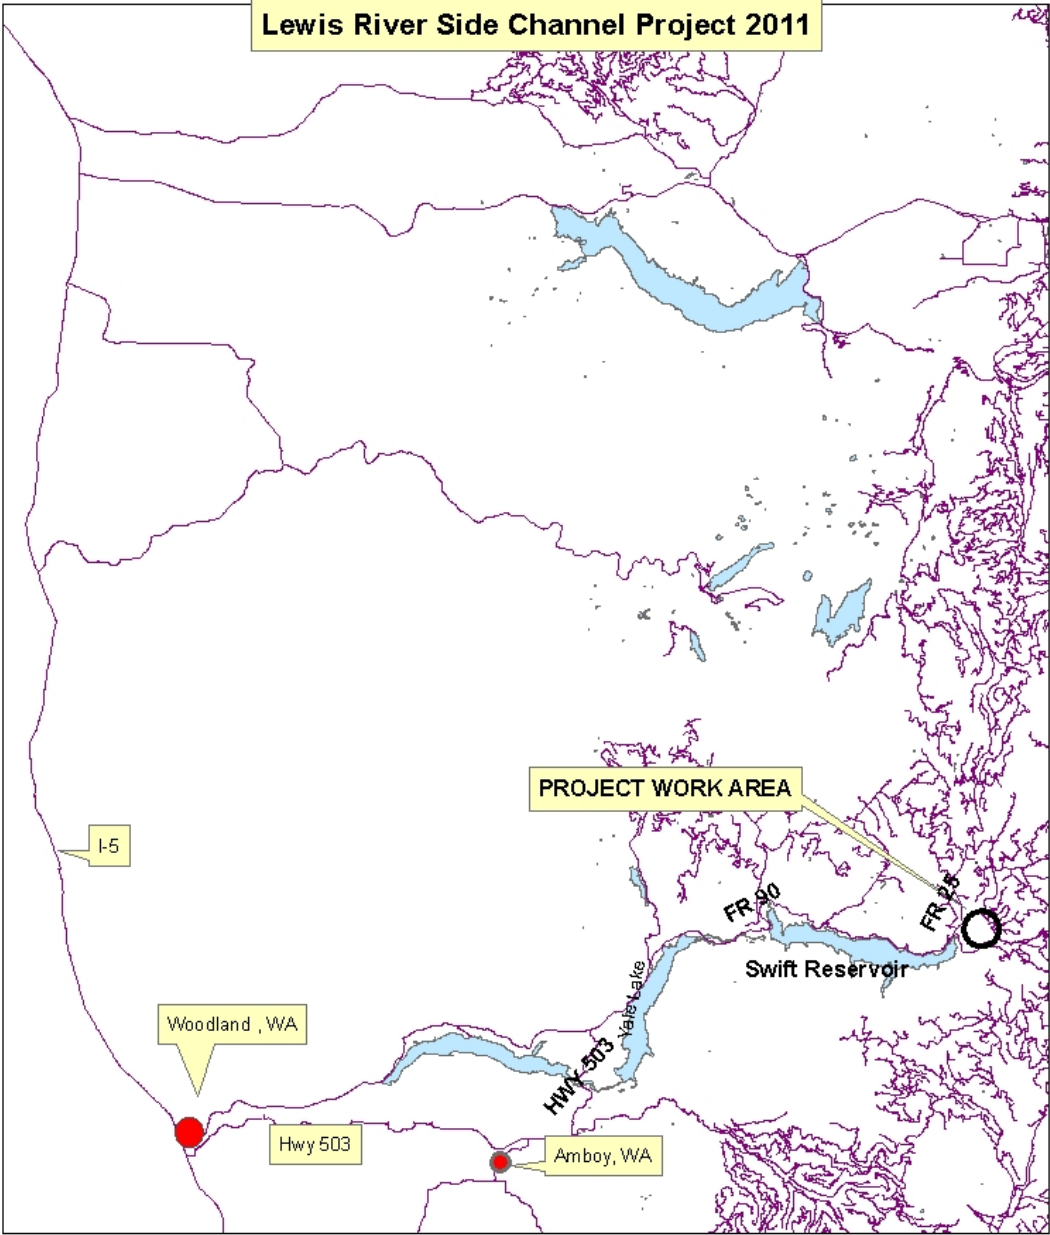 Lewis River Side Channel Project 2011
PROJECT WORK AREA
I-5
FR 25
FR 90
Swift Reservoir
Yale Lake
Woodland , WA
HWY 503
Hwy 503
Amboy, WA